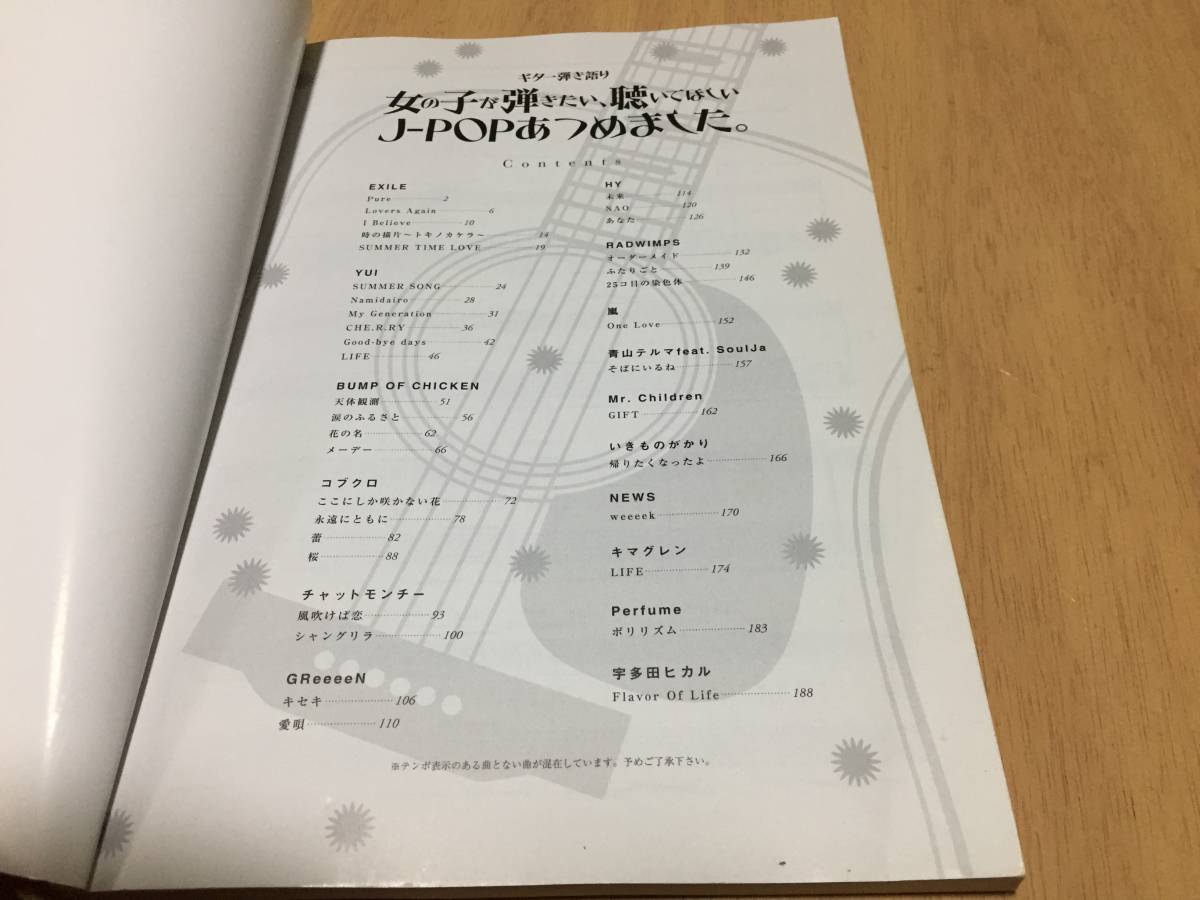 ギター弾き語り
女の子が弾きたい、聴いてほしい
J-POPあつめました。
Contents
EXILE
Pure 2
Lovers Again 6
I Believe 10
時の描片〜トキノカケラ〜 14
SUMMER TIME LOVE 19
YUI
SUMMER SONG 24
Namidairo 28
My Generation 31
CHE.R.RY 36
Good-bye days 42
LIFE 46
BUMP OF CHICKEN
天体観測 51
涙のふるさと 56
花の名 62
メーデー 66
コブクロ
ここにしか咲かない花 72
永遠にともに 78
蕾 82
桜 88
チャットモンチー
風吹けば恋 93
シャングリラ 100
GReeeeN
キセキ 106
愛唄 110
HY
未来 114
NAO 120
あなた 126
RADWIMPS
オーダーメイド 132
ふたりごと 139
25コ目の染色体 146
嵐
One Love 152
青山テルマfeat. SoulJa
そばにいるね 157
Mr. Children
GIFT 162
いきものがかり
帰りたくなったよ 166
NEWS
weeeek 170
キマグレン
LIFE 174
Perfume
ポリリズム 183
宇多田ヒカル
Flavor Of Life 188
※テンポ表示のある曲とない曲が混在しています。予めご了承下さい。